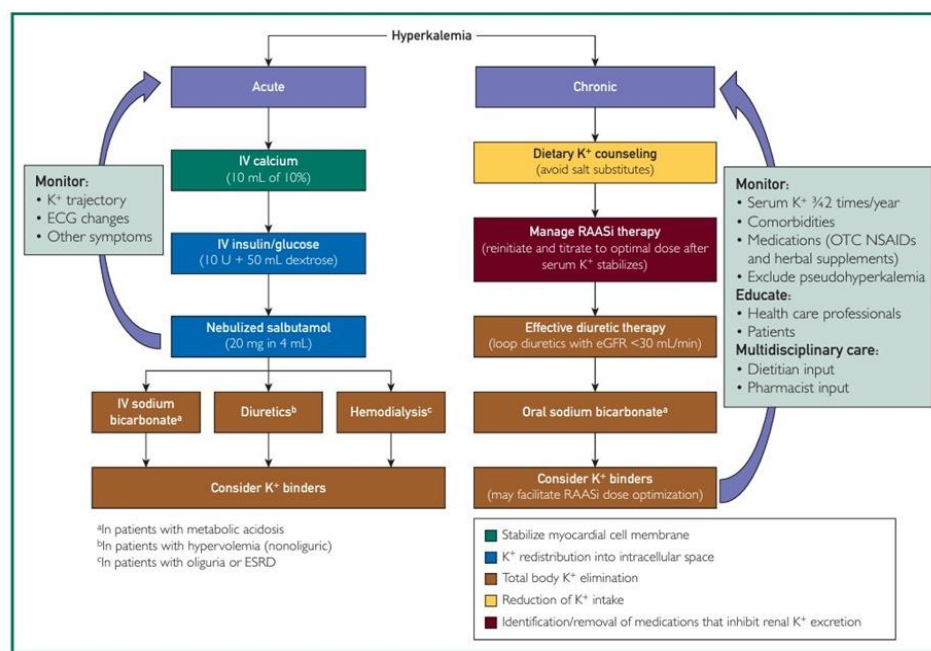 Hyperkalemia
Acute
IV calcium
(10 mL of 10%)
IV insulin/glucose
(10 U + 50 mL dextrose)
Nebulized salbutamol
(20 mg in 4 mL)
IV sodium
bicarbonateᵃ
Diureticsᵇ
Hemodialysisᶜ
Consider K⁺ binders
Monitor:
• K⁺ trajectory
• ECG changes
• Other symptoms
ᵃIn patients with metabolic acidosis
ᵇIn patients with hypervolemia (nonoliguric)
ᶜIn patients with oliguria or ESRD
Chronic
Dietary K⁺ counseling
(avoid salt substitutes)
Manage RAASi therapy
(reinitiate and titrate to optimal dose after
serum K⁺ stabilizes)
Effective diuretic therapy
(loop diuretics with eGFR <30 mL/min)
Oral sodium bicarbonateᵃ
Consider K⁺ binders
(may facilitate RAASi dose optimization)
Monitor:
• Serum K⁺ ¾2 times/year
• Comorbidities
• Medications (OTC NSAIDs
and herbal supplements)
• Exclude pseudohyperkalemia
Educate:
• Health care professionals
• Patients
Multidisciplinary care:
• Dietitian input
• Pharmacist input
Stabilize myocardial cell membrane
K⁺ redistribution into intracellular space
Total body K⁺ elimination
Reduction of K⁺ intake
Identification/removal of medications that inhibit renal K⁺ excretion